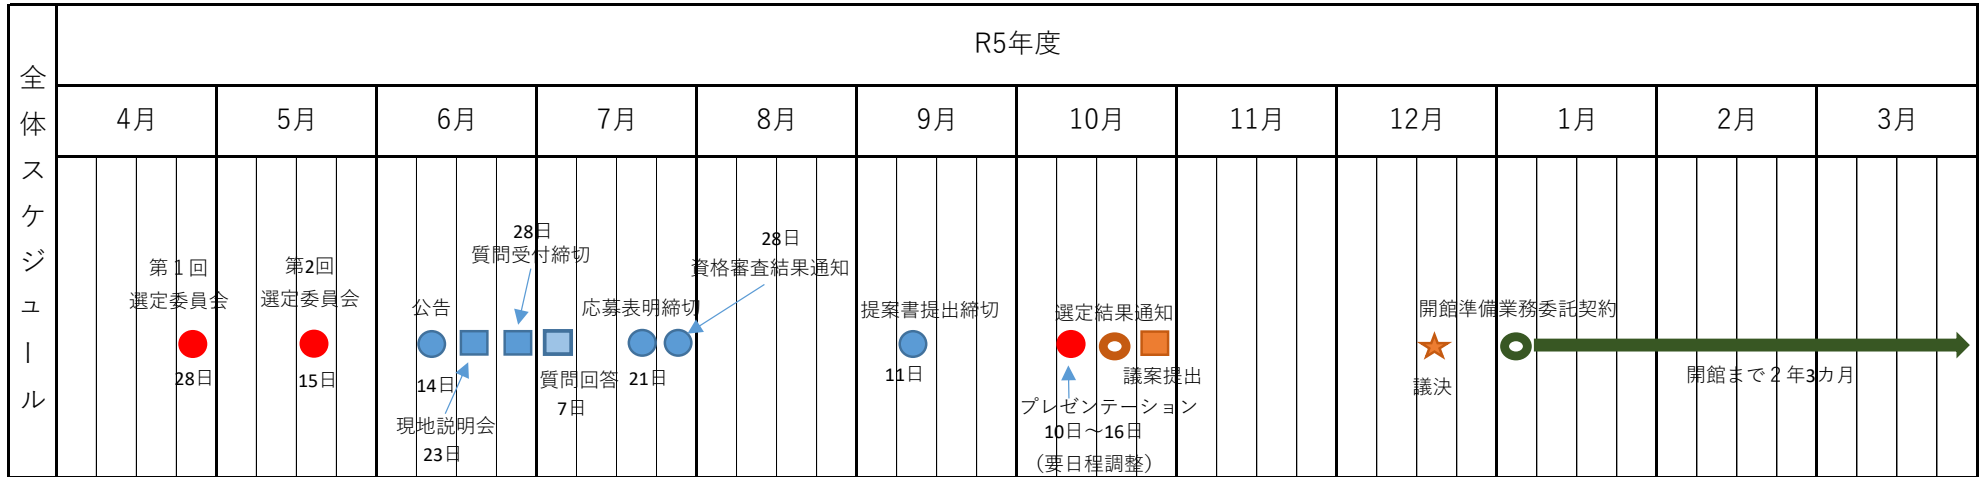 全体スケジュール
R5年度
4月
5月
6月
7月
8月
9月
10月
11月
12月
1月
2月
3月
第１回
選定委員会
28日
第2回
選定委員会
15日
公告
14日
現地説明会
23日
28日
質問受付締切
質問回答
7日
応募表明締切
21日
28日
資格審査結果通知
提案書提出締切
11日
選定結果通知
プレゼンテーション
10日～16日
（要日程調整）
議案提出
議決
開館準備業務委託契約
開館まで２年3カ月